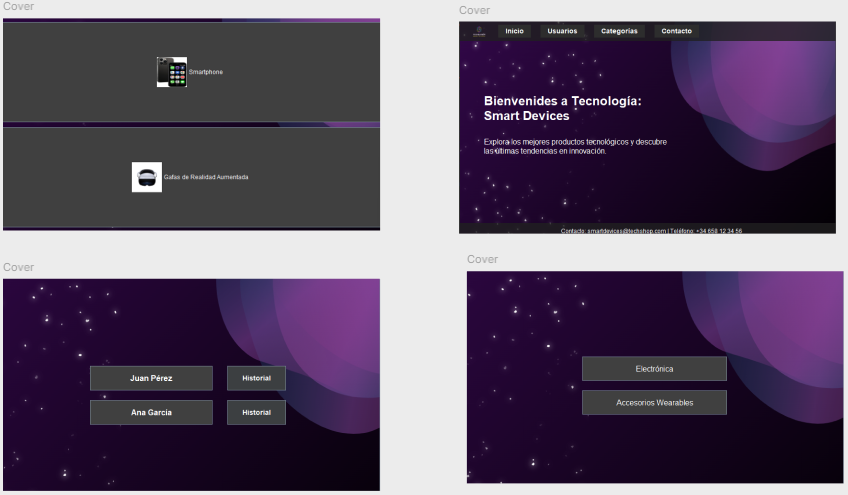 Cover
Smartphone
Gafas de Realidad Aumentada
Cover
Inicio
Usuarios
Categorías
Contacto
Bienvenides a Tecnología:
Smart Devices
Explora los mejores productos tecnológicos y descubre
las últimas tendencias en innovación.
Contacto: smartdevices@techshop.com | Teléfono: +34 658 12 34 56
Cover
Juan Pérez
Historial
Ana García
Historial
Cover
Electrónica
Accesorios Wearables